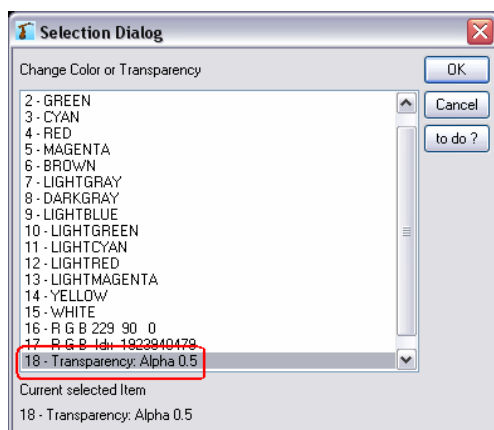 Selection Dialog
Change Color or Transparency
OK
2 - GREEN
3 - CYAN
4 - RED
5 - MAGENTA
6 - BROWN
7 - LIGHTGRAY
8 - DARKGRAY
9 - LIGHTBLUE
10 - LIGHTGREEN
11 - LIGHTCYAN
12 - LIGHTRED
13 - LIGHTMAGENTA
14 - YELLOW
15 - WHITE
16 - R G B 229 90 0
17 - R G B Idx 1823840479
18 - Transparency: Alpha 0.5
Cancel
to do ?
Current selected Item
18 - Transparency: Alpha 0.5